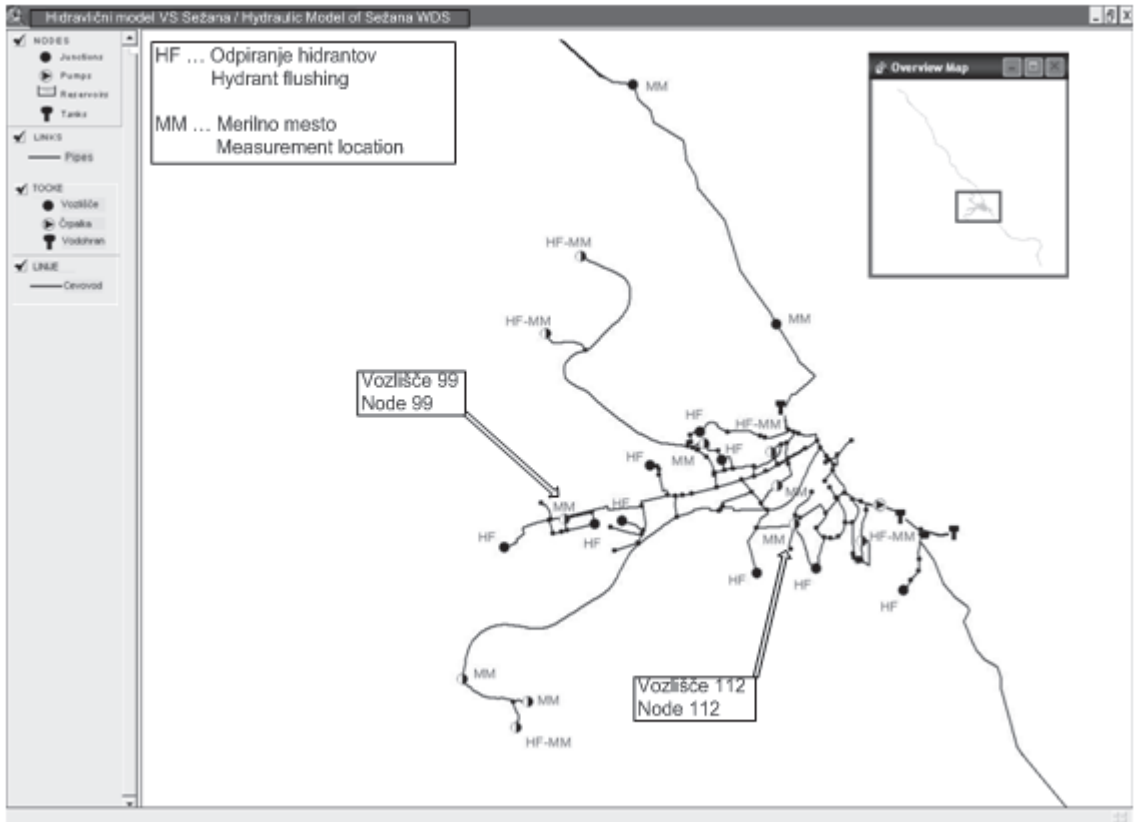 Hidravlični model VS Sežana / Hydraulic Model of Sežana WDS
NODES
Junctions
Pumps
Reservoirs
Tanks
LINKS
Pipes
TOCKE
Vozlišče
Črpalka
Vodohran
LINIJE
Cevovod
HF ... Odpiranje hidrantov
Hydrant flushing
MM ... Merilno mesto
Measurement location
Overview Map
MM
HF-MM
HF-MM
MM
Vozlišče 99
Node 99
HF
HF-MM
HF
MM
HF
MM
MM
HF
HF
HF
MM
HF-MM
HF
HF
HF
MM
MM
HF-MM
Vozlišče 112
Node 112